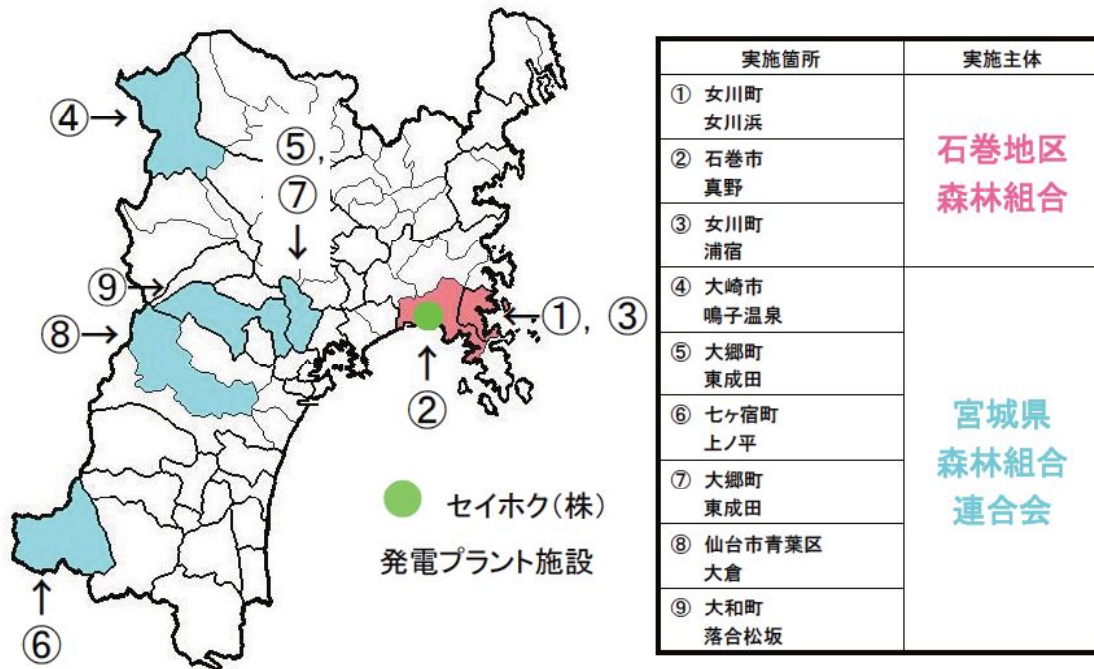 ④→
⑤,
⑦
↓
⑨→
⑧→
←①, ③
↑
②
↑
⑥
セイホク(株)
発電プラント施設
実施箇所 実施主体
① 女川町
女川浜
② 石巻市
真野
③ 女川町
浦宿
石巻地区
森林組合
④ 大崎市
鳴子温泉
⑤ 大郷町
東成田
⑥ 七ヶ宿町
上ノ平
⑦ 大郷町
東成田
⑧ 仙台市青葉区
大倉
⑨ 大和町
落合松坂
宮城県
森林組合
連合会